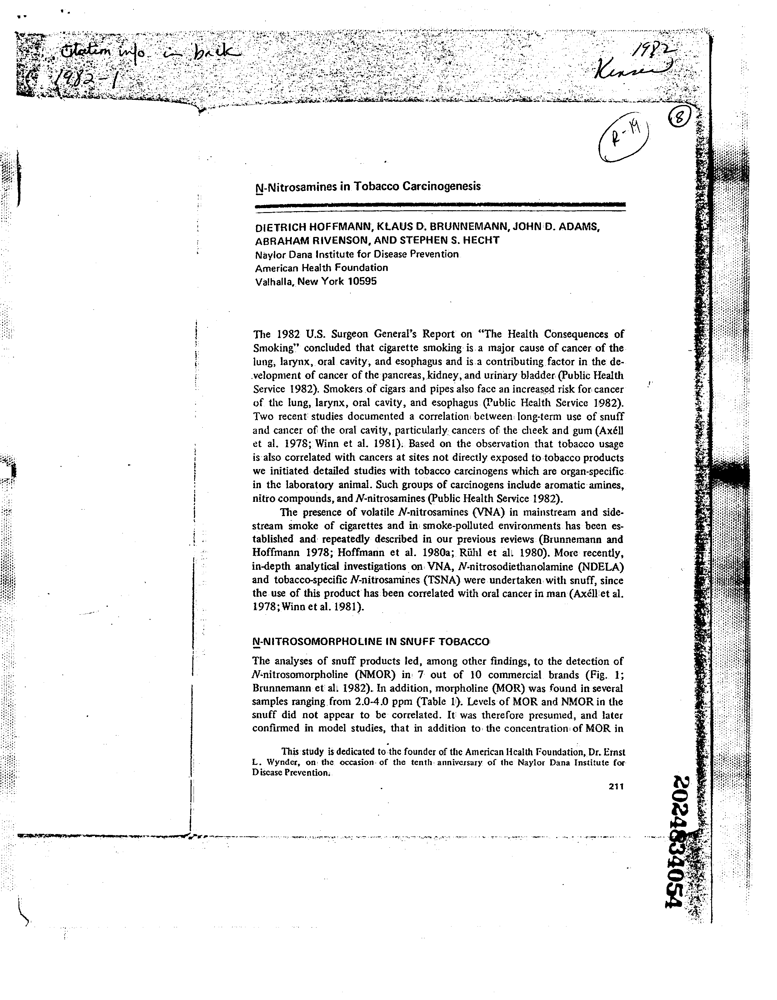 Citation info. in back
1982
1982-1
8
R-19
N-Nitrosamines in Tobacco Carcinogenesis
DIETRICH HOFFMANN, KLAUS D. BRUNNEMANN, JOHN D. ADAMS,
ABRAHAM RIVENSON, AND STEPHEN S. HECHT
Naylor Dana Institute for Disease Prevention
American Health Foundation
Valhalla, New York 10595
The 1982 U.S. Surgeon General's Report on "The Health Consequences of
Smoking" concluded that cigarette smoking is a major cause of cancer of the
lung, larynx, oral cavity, and esophagus and is a contributing factor in the de-
velopment of cancer of the pancreas, kidney, and urinary bladder (Public Health
Service 1982). Smokers of cigars and pipes also face an increased risk for cancer
of the lung, larynx, oral cavity, and esophagus (Public Health Service 1982).
Two recent studies documented a correlation between long-term use of snuff
and cancer of the oral cavity, particularly cancers of the cheek and gum (Axéll
et al. 1978; Winn et al. 1981). Based on the observation that tobacco usage
is also correlated with cancers at sites not directly exposed to tobacco products
we initiated detailed studies with tobacco carcinogens which are organ-specific
in the laboratory animal. Such groups of carcinogens include aromatic amines,
nitro compounds, and N-nitrosamines (Public Health Service 1982).
The presence of volatile N-nitrosamines (VNA) in mainstream and side-
stream smoke of cigarettes and in smoke-polluted environments has been es-
tablished and repeatedly described in our previous reviews (Brunnemann and
Hoffmann 1978; Hoffmann et al. 1980a; Rühl et al. 1980). More recently,
in-depth analytical investigations on VNA, N-nitrosodiethanolamine (NDELA)
and tobacco-specific N-nitrosamines (TSNA) were undertaken with snuff, since
the use of this product has been correlated with oral cancer in man (Axéll et al.
1978; Winn et al. 1981).
N-NITROSOMORPHOLINE IN SNUFF TOBACCO
The analyses of snuff products led, among other findings, to the detection of
N-nitrosomorpholine (NMOR) in 7 out of 10 commercial brands (Fig. 1;
Brunnemann et al. 1982). In addition, morpholine (MOR) was found in several
samples ranging from 2.0-4.0 ppm (Table 1). Levels of MOR and NMOR in the
snuff did not appear to be correlated. It was therefore presumed, and later
confirmed in model studies, that in addition to the concentration of MOR in
This study is dedicated to the founder of the American Health Foundation, Dr. Ernst
L. Wynder, on the occasion of the tenth anniversary of the Naylor Dana Institute for
Disease Prevention.
211
2024834054